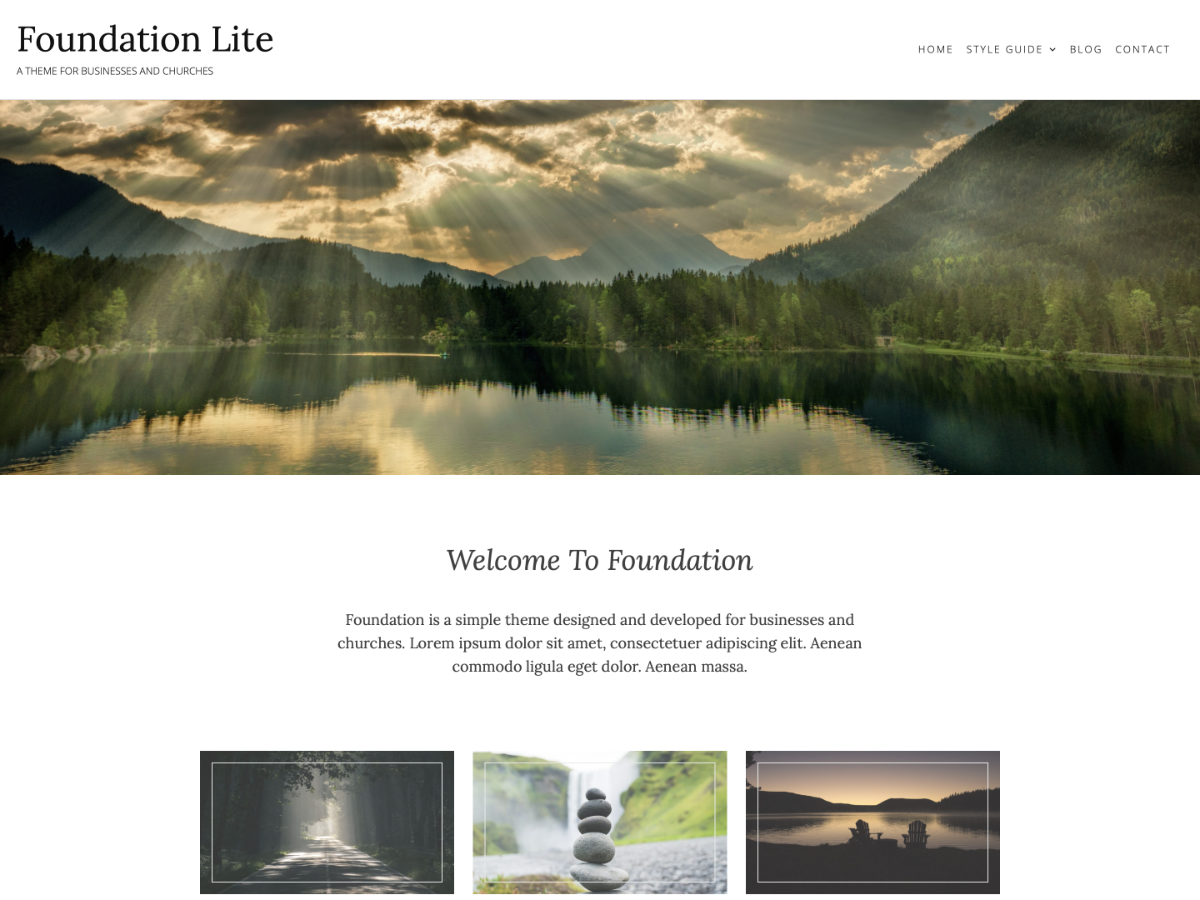 Foundation Lite
A THEME FOR BUSINESSES AND CHURCHES
HOME STYLE GUIDE BLOG CONTACT
Welcome To Foundation
Foundation is a simple theme designed and developed for businesses and
churches. Lorem ipsum dolor sit amet, consectetuer adipiscing elit. Aenean
commodo ligula eget dolor. Aenean massa.